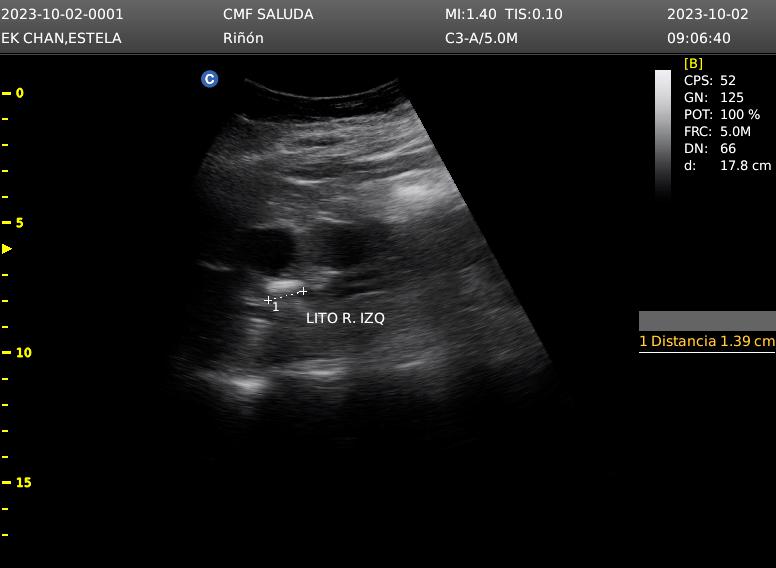 2023-10-02-0001 CMF SALUDA MI:1.40 TIS:0.10 2023-10-02
EK CHAN,ESTELA Riñón C3-A/5.0M 09:06:40
C
[B]
CPS: 52
GN: 125
POT: 100 %
FRC: 5.0M
DN: 66
d: 17.8 cm
0
5
10
15
1
LITO R. IZQ
1 Distancia 1.39 cm